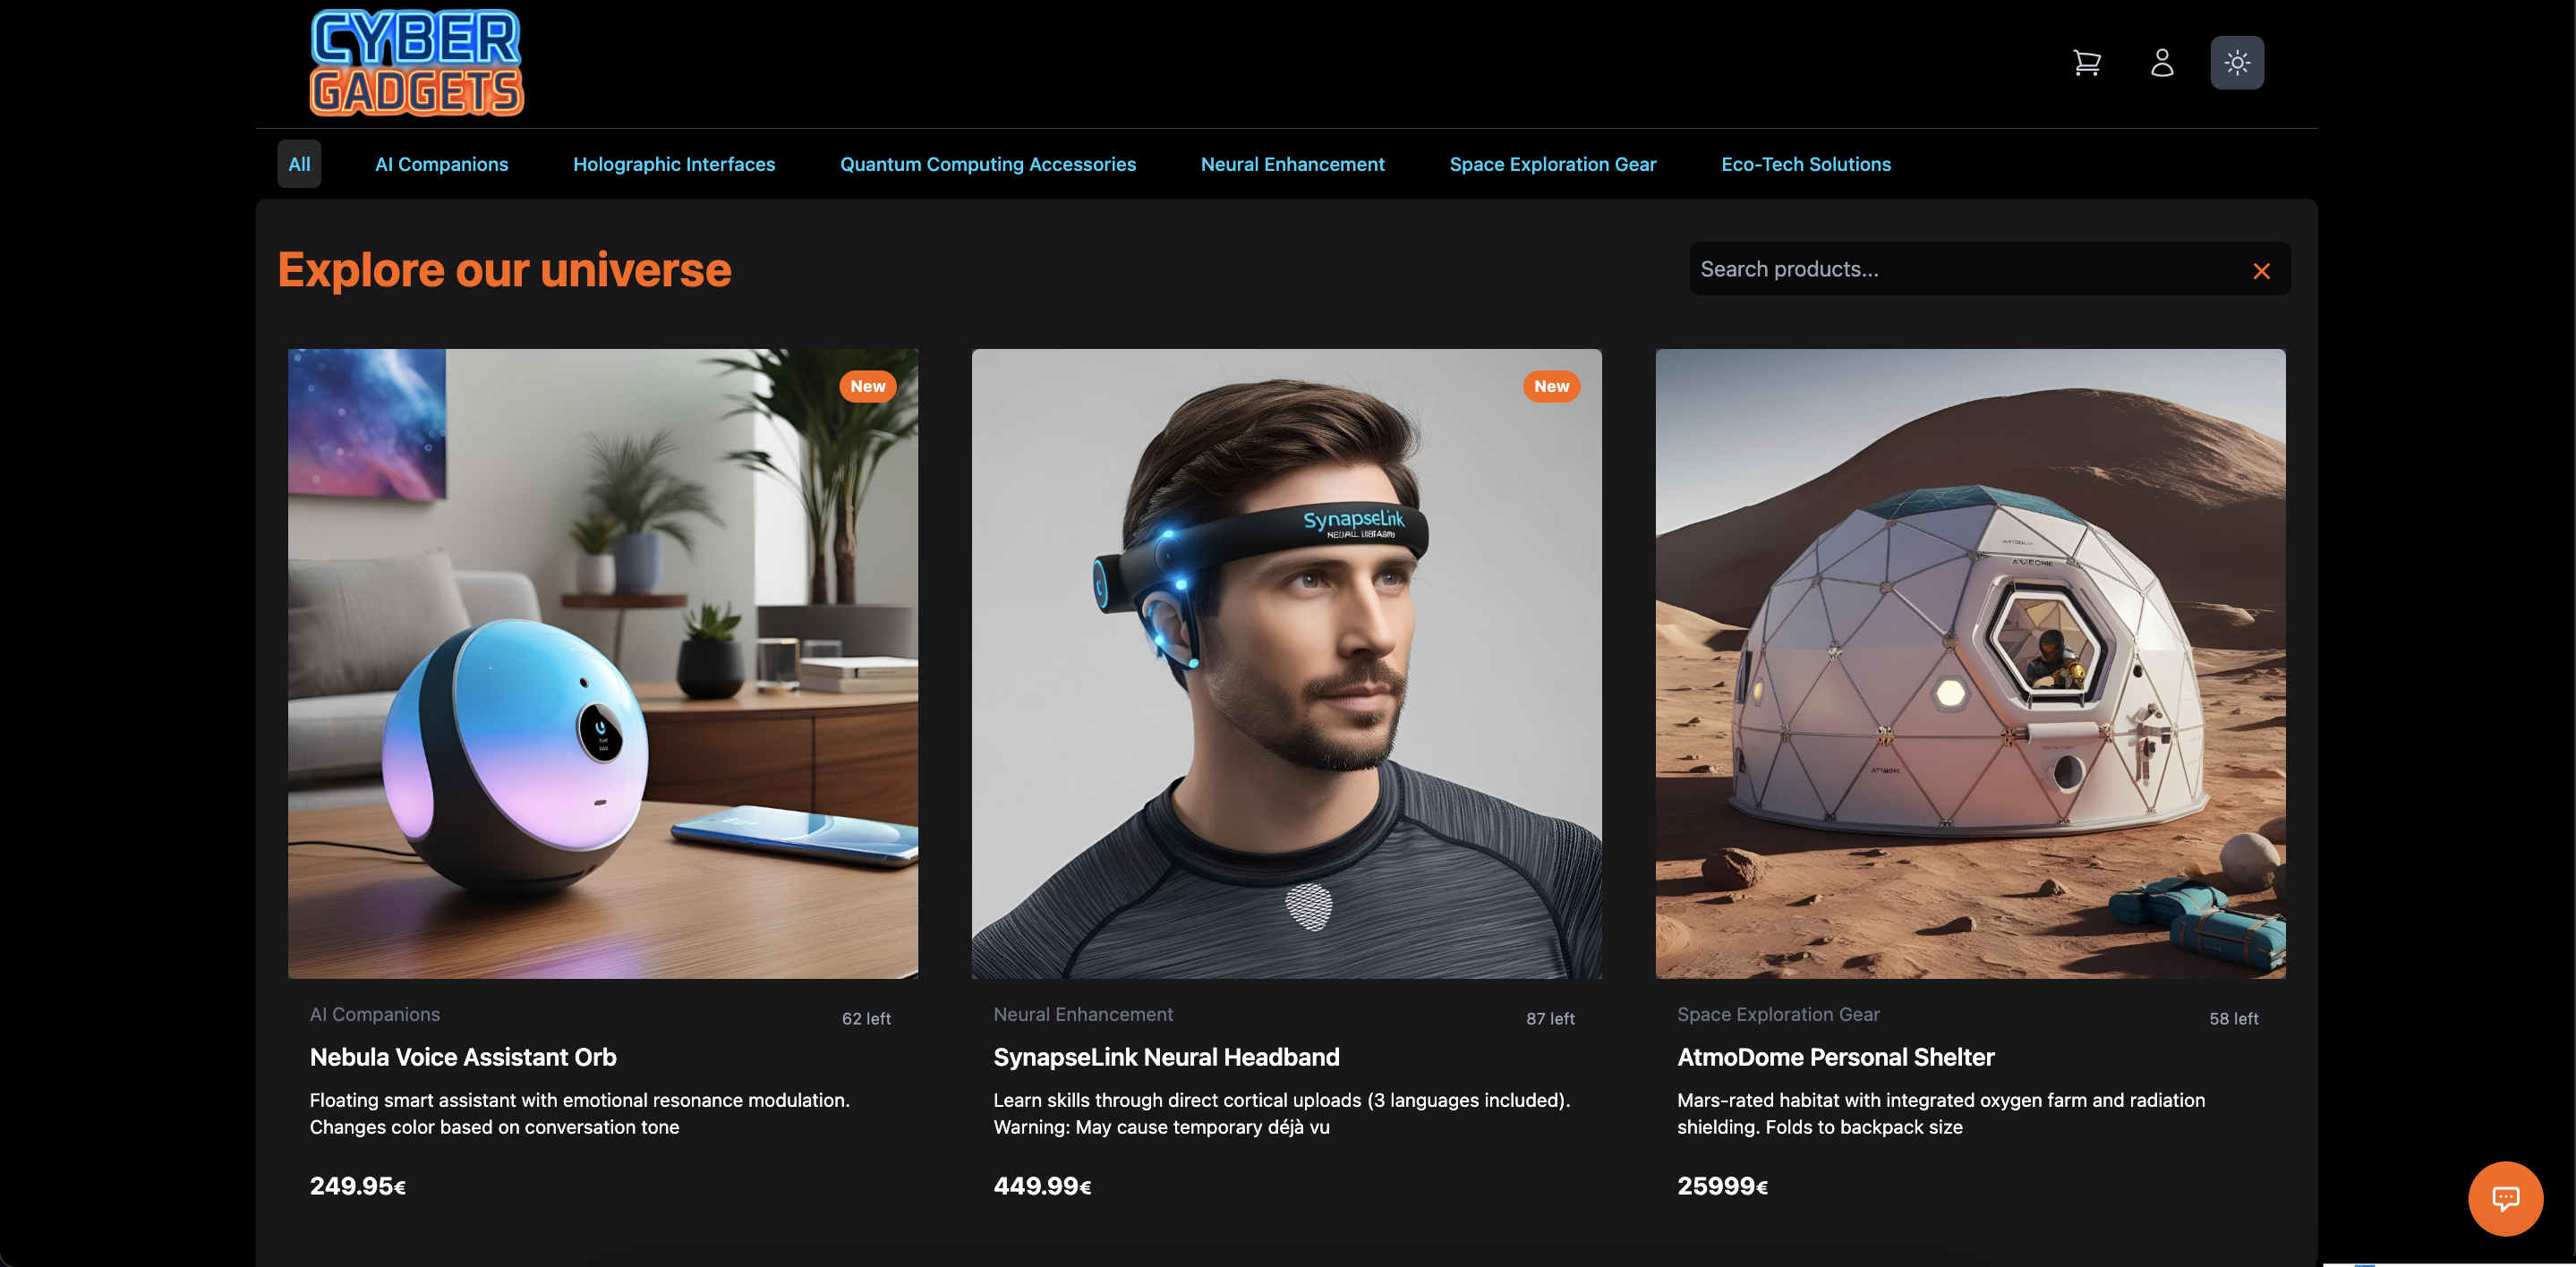 CYBER
GADGETS
All
AI Companions
Holographic Interfaces
Quantum Computing Accessories
Neural Enhancement
Space Exploration Gear
Eco-Tech Solutions
Explore our universe
Search products...
New
New
SynapseLink
AI Companions
62 left
Nebula Voice Assistant Orb
Floating smart assistant with emotional resonance modulation.
Changes color based on conversation tone
249.95€
Neural Enhancement
87 left
SynapseLink Neural Headband
Learn skills through direct cortical uploads (3 languages included).
Warning: May cause temporary déjà vu
449.99€
Space Exploration Gear
58 left
AtmoDome Personal Shelter
Mars-rated habitat with integrated oxygen farm and radiation
shielding. Folds to backpack size
25999€